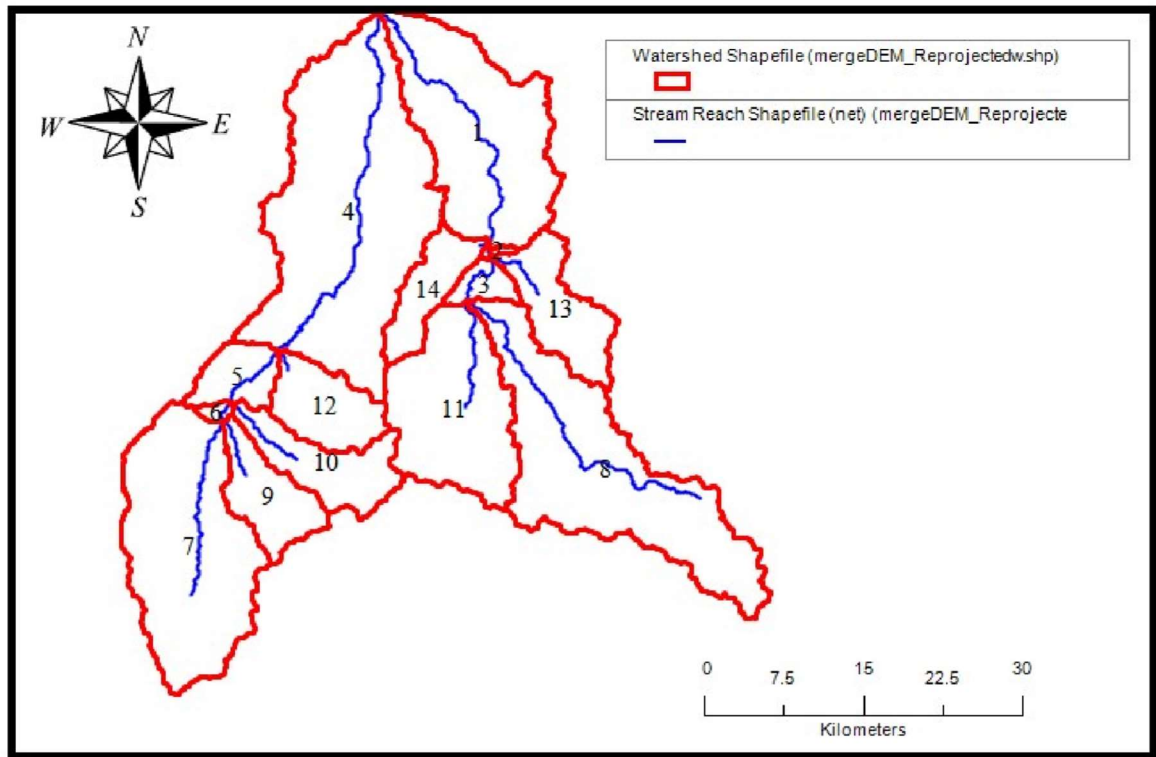 N
W E
S
Watershed Shapefile (mergeDEM_Reprojectedw.shp)
Stream Reach Shapefile (net) (mergeDEM_Reprojecte
1
4
2
14
3
13
5
12
6
11
10
8
9
7
0 15 30
7.5 22.5
Kilometers